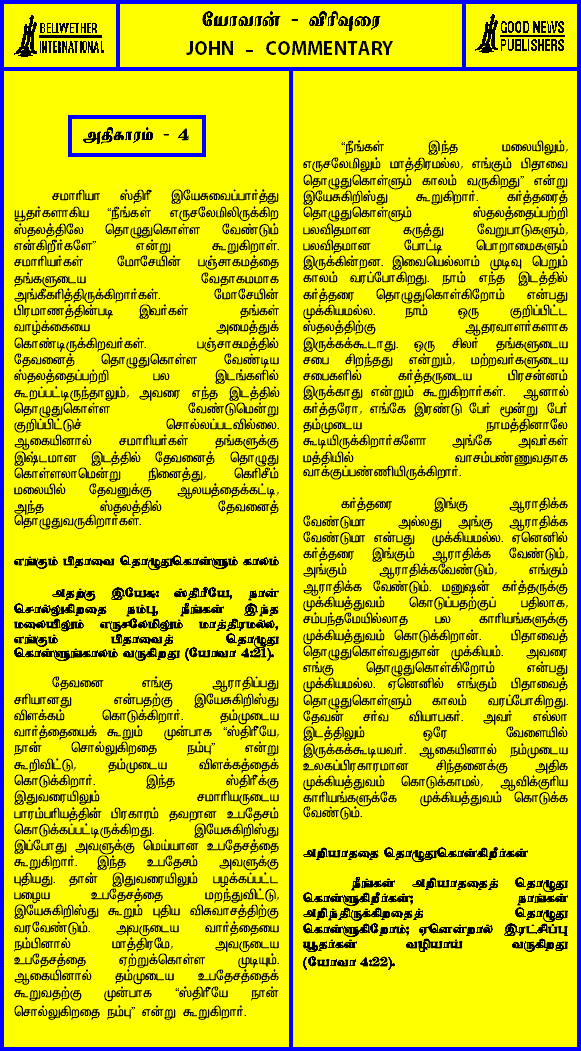 BELWETHER
INTERNATIONAL
யோவான் - விரிவுரை
JOHN - COMMENTARY
GOOD NEWS
PUBLISHERS
அதிகாரம் - 4
சமாரியா ஸ்திரீ இயேசுவைப்பார்த்து
யூதர்களாகிய “நீங்கள் எருசலேமிலிருக்கிற
ஸ்தலத்திலே தொழுதுகொள்ள வேண்டும்
என்கிறீர்களே” என்று கூறுகிறாள்.
சமாரியர்கள் மோசேயின் பஞ்சாகமத்தை
தங்களுடைய வேதாகமமாக
அங்கீகரித்திருக்கிறார்கள். மோசேயின்
பிரமாணத்தின்படி இவர்கள் தங்கள்
வாழ்க்கையை அமைத்துக்
கொண்டிருக்கிறவர்கள். பஞ்சாகமத்தில்
தேவனைத் தொழுதுகொள்ள வேண்டிய
ஸ்தலத்தைப்பற்றி பல இடங்களில்
கூறப்பட்டிருந்தாலும், அவரை எந்த இடத்தில்
தொழுதுகொள்ள வேண்டுமென்று
குறிப்பிட்டுச் சொல்லப்படவில்லை.
ஆகையினால் சமாரியர்கள் தங்களுக்கு
இஷ்டமான இடத்தில் தேவனைத் தொழுது
கொள்ளலாமென்று நினைத்து, கெரிசீம்
மலையில் தேவனுக்கு ஆலயத்தைக்கட்டி,
அந்த ஸ்தலத்தில் தேவனைத்
தொழுதுவருகிறார்கள்.
எங்கும் பிதாவை தொழுதுகொள்ளும் காலம்
அதற்கு இயேசு: ஸ்திரீயே, நான்
சொல்லுகிறதை நம்பு, நீங்கள் இந்த
மலையிலும் எருசலேமிலும் மாத்திரமல்ல,
எங்கும் பிதாவைத் தொழுது
கொள்ளுங்காலம் வருகிறது (யோவா 4:21).
தேவனை எங்கு ஆராதிப்பது
சரியானது என்பதற்கு இயேசுகிறிஸ்து
விளக்கம் கொடுக்கிறார். தம்முடைய
வார்த்தையைக் கூறும் முன்பாக “ஸ்திரீயே,
நான் சொல்லுகிறதை நம்பு” என்று
கூறிவிட்டு, தம்முடைய விளக்கத்தைக்
கொடுக்கிறார். இந்த ஸ்திரீக்கு
இதுவரையிலும் சமாரியருடைய
பாரம்பரியத்தின் பிரகாரம் தவறான உபதேசம்
கொடுக்கப்பட்டிருக்கிறது. இயேசுகிறிஸ்து
இப்போது அவளுக்கு மெய்யான உபதேசத்தை
கூறுகிறார். இந்த உபதேசம் அவளுக்கு
புதியது. தான் இதுவரையிலும் பழக்கப்பட்ட
பழைய உபதேசத்தை மறந்துவிட்டு,
இயேசுகிறிஸ்து கூறும் புதிய விசுவாசத்திற்கு
வரவேண்டும். அவருடைய வார்த்தையை
நம்பினால் மாத்திரமே, அவருடைய
உபதேசத்தை ஏற்றுக்கொள்ள முடியும்.
ஆகையினால் தம்முடைய உபதேசத்தைக்
கூறுவதற்கு முன்பாக “ஸ்திரீயே நான்
சொல்லுகிறதை நம்பு” என்று கூறுகிறார்.
“நீங்கள் இந்த மலையிலும்,
எருசலேமிலும் மாத்திரமல்ல, எங்கும் பிதாவை
தொழுதுகொள்ளும் காலம் வருகிறது” என்று
இயேசுகிறிஸ்து கூறுகிறார். கர்த்தரைத்
தொழுதுகொள்ளும் ஸ்தலத்தைப்பற்றி
பலவிதமான கருத்து வேறுபாடுகளும்,
பலவிதமான போட்டி பொறாமைகளும்
இருக்கின்றன. இவையெல்லாம் முடிவு பெறும்
காலம் வரப்போகிறது. நாம் எந்த இடத்தில்
கர்த்தரை தொழுதுகொள்கிறோம் என்பது
முக்கியமல்ல. நாம் ஒரு குறிப்பிட்ட
ஸ்தலத்திற்கு ஆதரவாளர்களாக
இருக்கக்கூடாது. ஒரு சிலர் தங்களுடைய
சபை சிறந்தது என்றும், மற்றவர்களுடைய
சபைகளில் கர்த்தருடைய பிரசன்னம்
இருக்காது என்றும் கூறுகிறார்கள். ஆனால்
கர்த்தரோ, எங்கே இரண்டு பேர் மூன்று பேர்
தம்முடைய நாமத்தினாலே
கூடியிருக்கிறார்களோ அங்கே அவர்கள்
மத்தியில் வாசம்பண்ணுவதாக
வாக்குப்பண்ணியிருக்கிறார்.
கர்த்தரை இங்கு ஆராதிக்க
வேண்டுமா அல்லது அங்கு ஆராதிக்க
வேண்டுமா என்பது முக்கியமல்ல. ஏனெனில்
கர்த்தரை இங்கும் ஆராதிக்க வேண்டும்,
அங்கும் ஆராதிக்கவேண்டும், எங்கும்
ஆராதிக்க வேண்டும். மனுஷன் கர்த்தருக்கு
முக்கியத்துவம் கொடுப்பதற்குப் பதிலாக,
சம்பந்தமேயில்லாத பல காரியங்களுக்கு
முக்கியத்துவம் கொடுக்கிறான். பிதாவைத்
தொழுதுகொள்வதுதான் முக்கியம். அவரை
எங்கு தொழுதுகொள்கிறோம் என்பது
முக்கியமல்ல. ஏனெனில் எங்கும் பிதாவைத்
தொழுதுகொள்ளும் காலம் வரப்போகிறது.
தேவன் சர்வ வியாபகர். அவர் எல்லா
இடத்திலும் ஒரே வேளையில்
இருக்கக்கூடியவர். ஆகையினால் நம்முடைய
உலகப்பிரகாரமான சிந்தனைக்கு அதிக
முக்கியத்துவம் கொடுக்காமல், ஆவிக்குரிய
காரியங்களுக்கே முக்கியத்துவம் கொடுக்க
வேண்டும்.
அறியாததை தொழுதுகொள்கிறீர்கள்
நீங்கள் அறியாததைத் தொழுது
கொள்ளுகிறீர்கள்; நாங்கள்
அறிந்திருக்கிறதைத் தொழுது
கொள்ளுகிறோம்; ஏனென்றால் இரட்சிப்பு
யூதர்கள் வழியாய் வருகிறது
(யோவா 4:22).